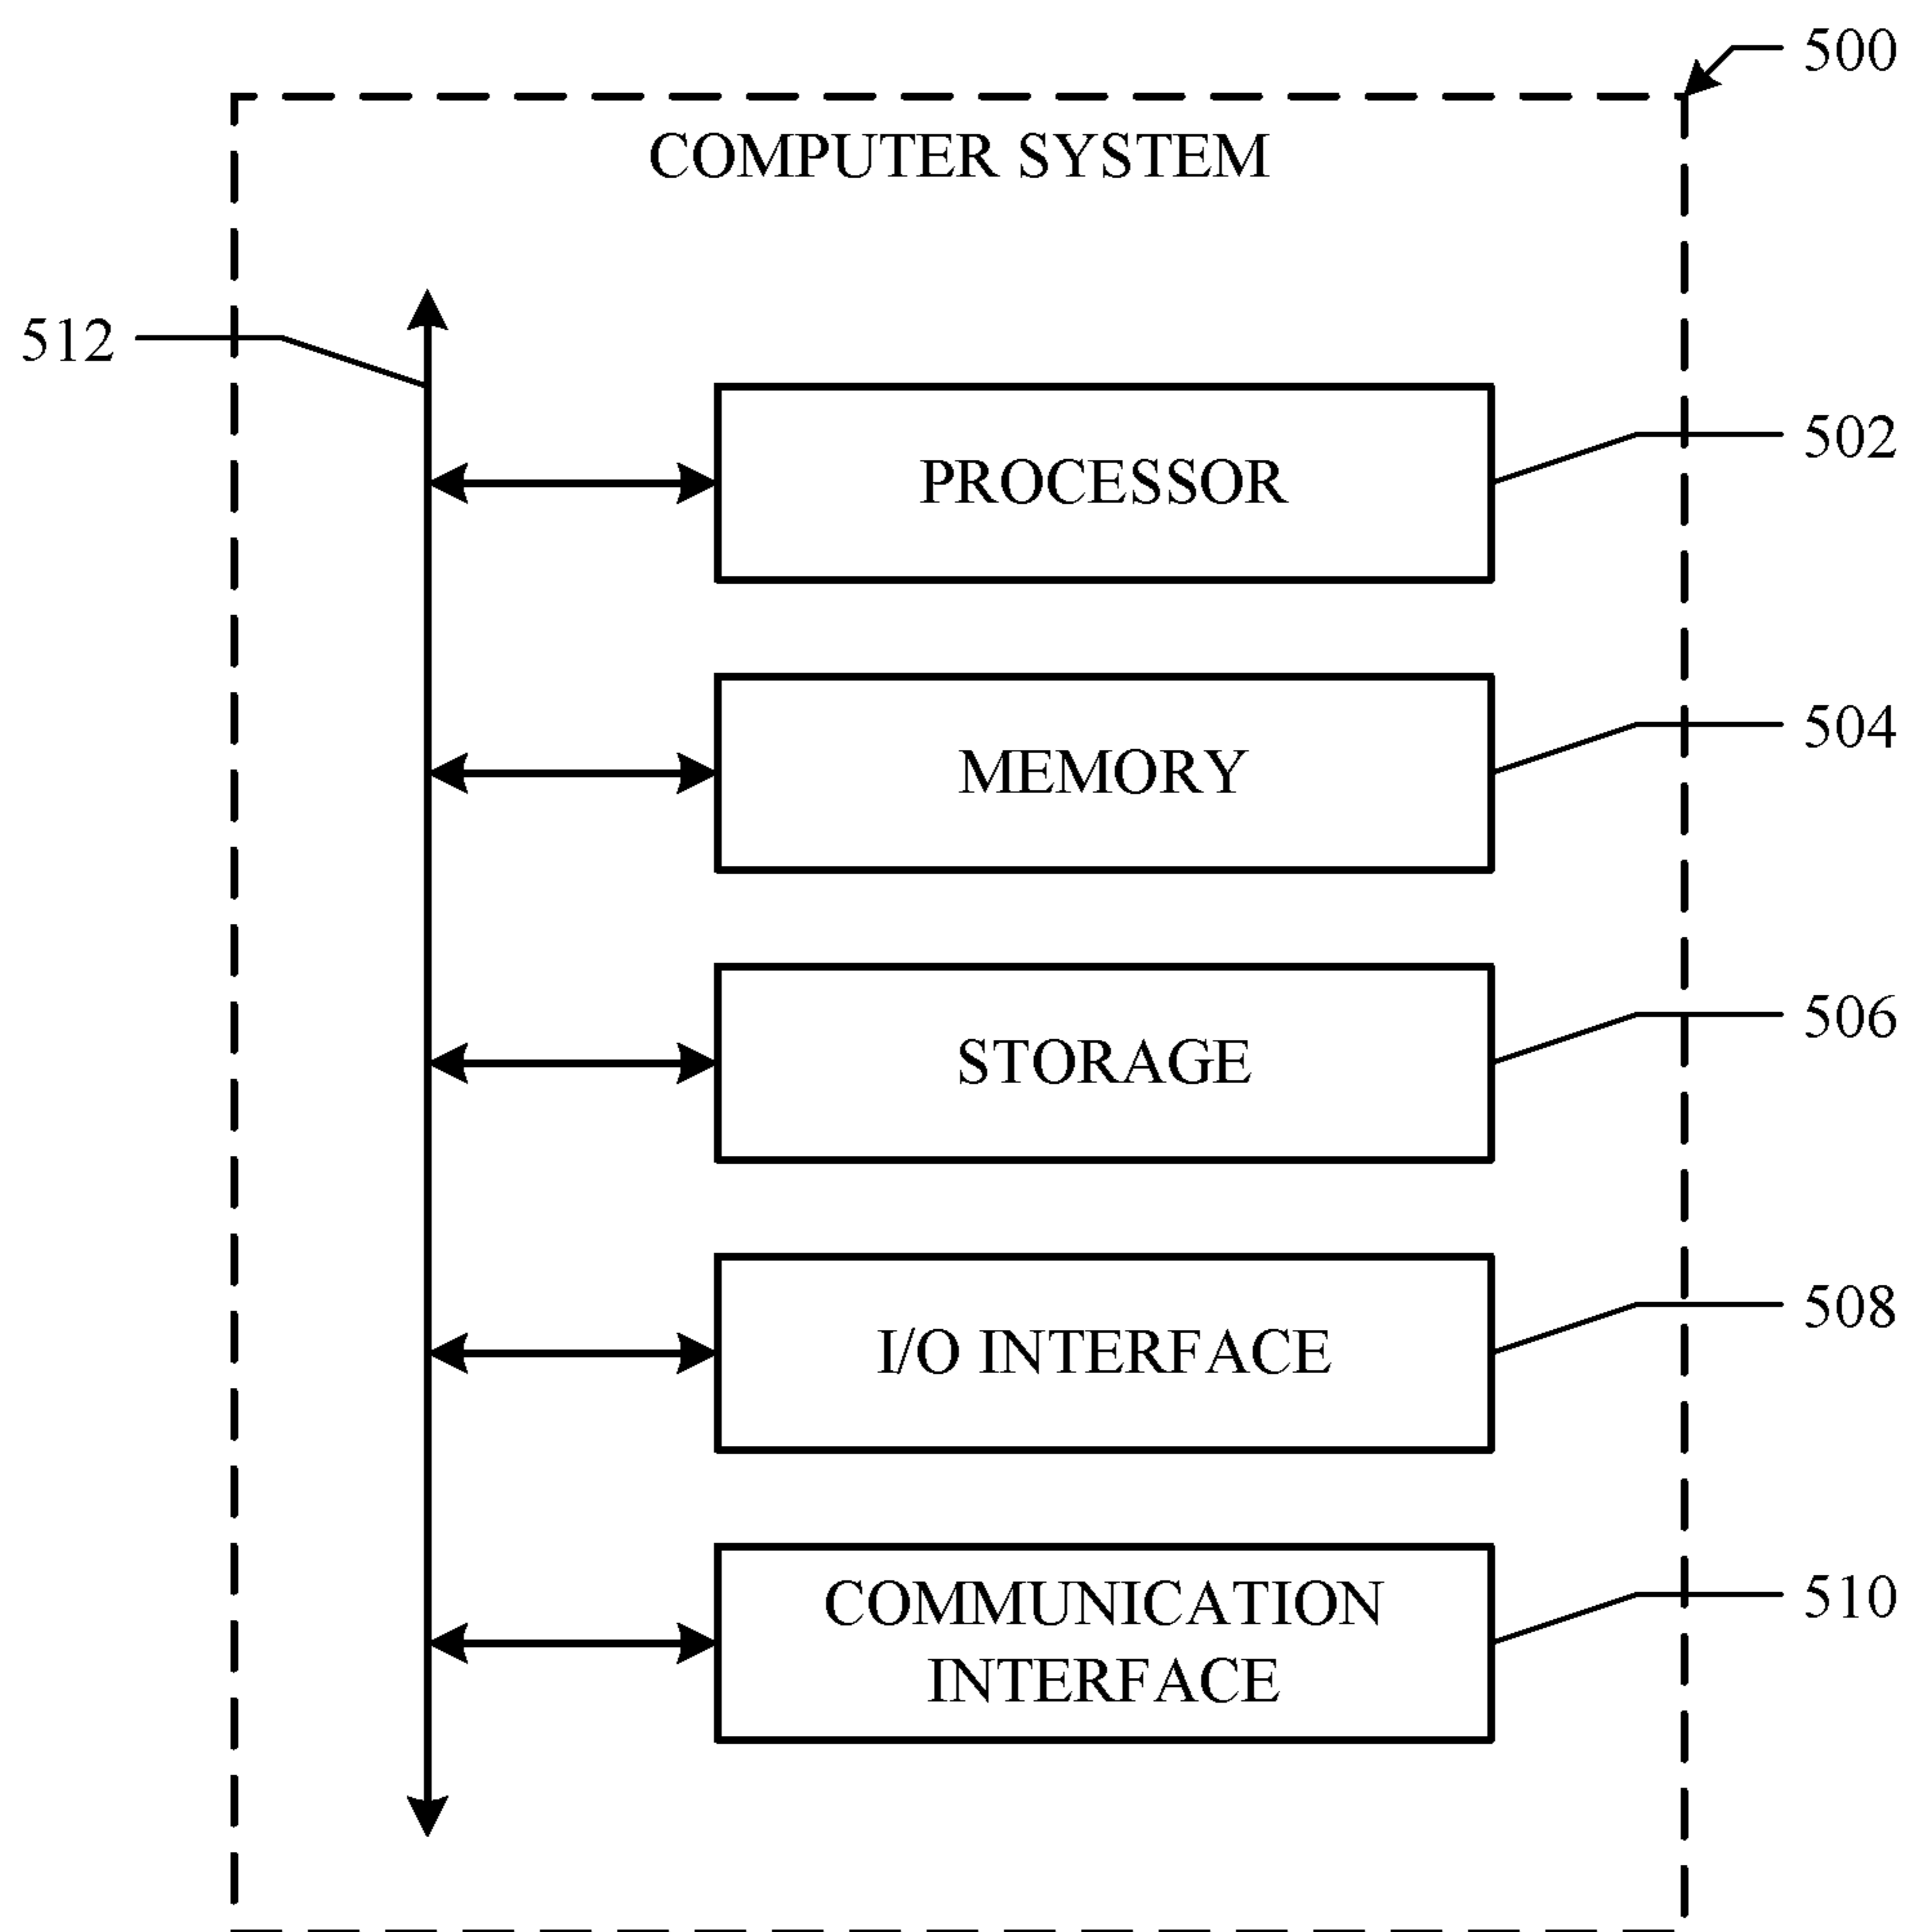 500
COMPUTER SYSTEM
512
502
PROCESSOR
504
MEMORY
506
STORAGE
508
I/O INTERFACE
510
COMMUNICATION
INTERFACE